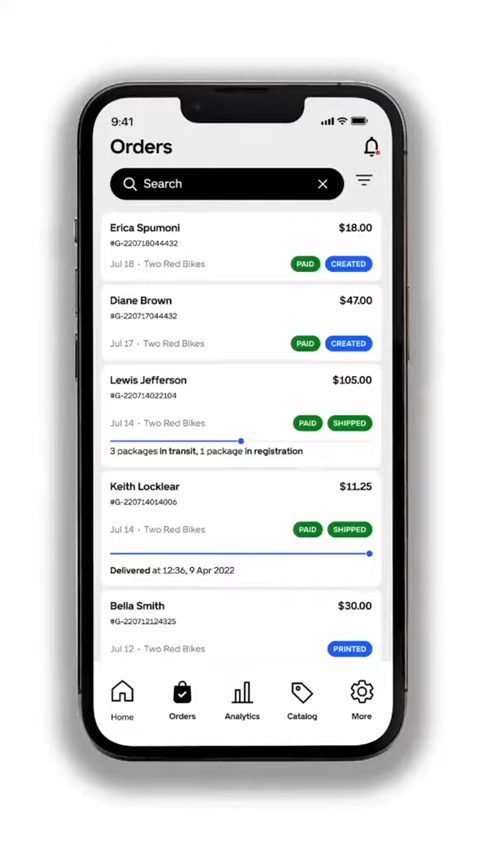 9:41
Orders
Search
Erica Spumoni $18.00
#G-220718044432
Jul 18 - Two Red Bikes PAID CREATED
Diane Brown $47.00
#G-220717044432
Jul 17 - Two Red Bikes PAID CREATED
Lewis Jefferson $105.00
#G-220714022104
Jul 14 - Two Red Bikes PAID SHIPPED
3 packages in transit, 1 package in registration
Keith Locklear $11.25
#G-220714014006
Jul 14 - Two Red Bikes PAID SHIPPED
Delivered at 12:36, 9 Apr 2022
Bella Smith $30.00
#G-220712124325
Jul 12 - Two Red Bikes PRINTED
Home Orders Analytics Catalog More